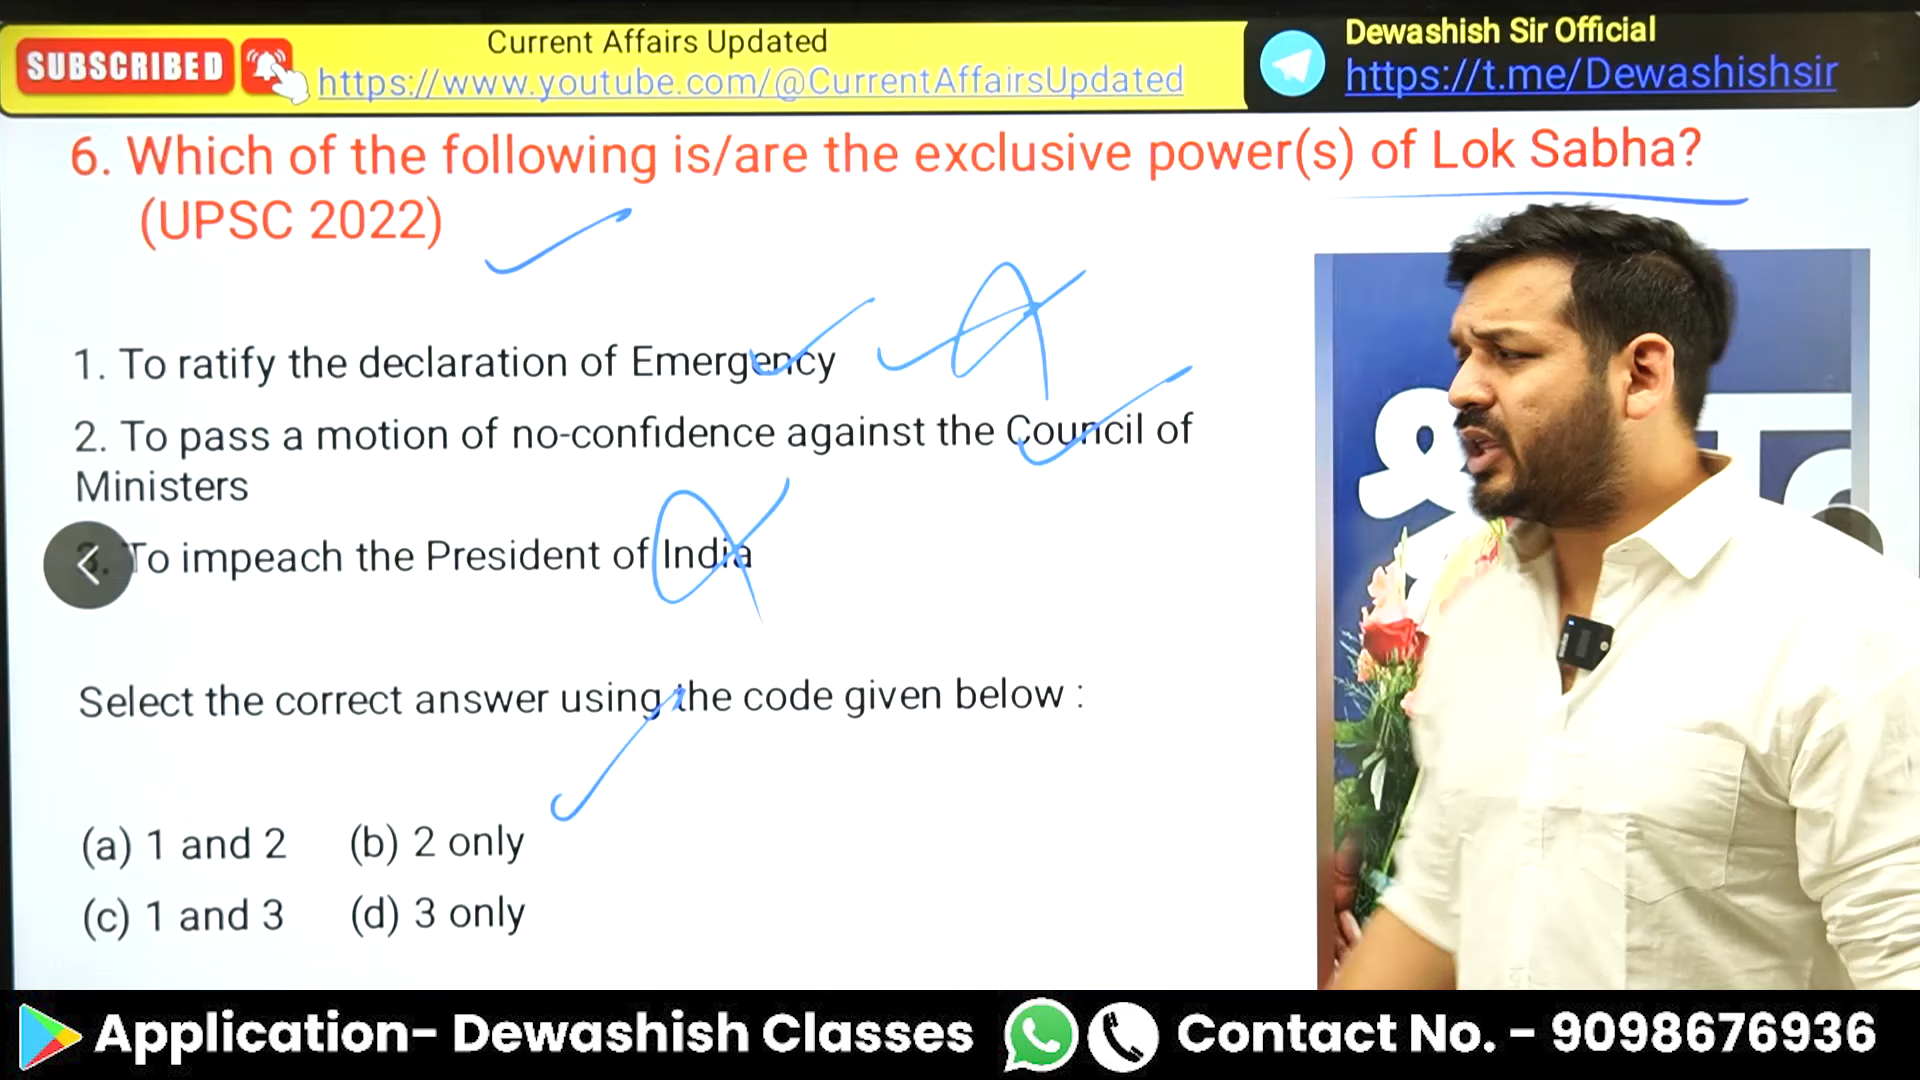 SUBSCRIBED
Current Affairs Updated
https://www.youtube.com/@CurrentAffairsUpdated
Dewashish Sir Official
https://t.me/Dewashishsir
6. Which of the following is/are the exclusive power(s) of Lok Sabha?
(UPSC 2022)
1. To ratify the declaration of Emergency
2. To pass a motion of no-confidence against the Council of
Ministers
3. To impeach the President of India
Select the correct answer using the code given below :
(a) 1 and 2 (b) 2 only
(c) 1 and 3 (d) 3 only
Application- Dewashish Classes
Contact No. - 9098676936